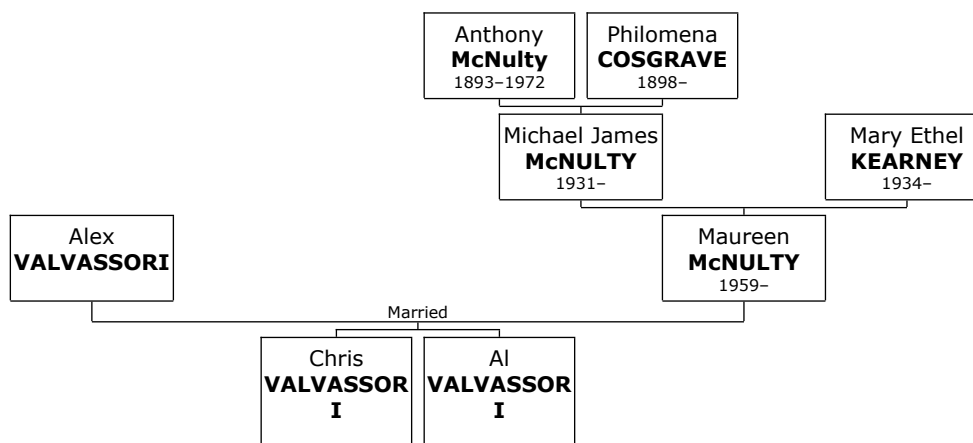 Anthony
McNulty
1893–1972
Philomena
COSGRAVE
1898–
Michael James
McNULTY
1931–
Mary Ethel
KEARNEY
1934–
Alex
VALVASSORI
Maureen
McNULTY
1959–
Married
Chris
VALVASSOR
I
Al
VALVASSOR
I